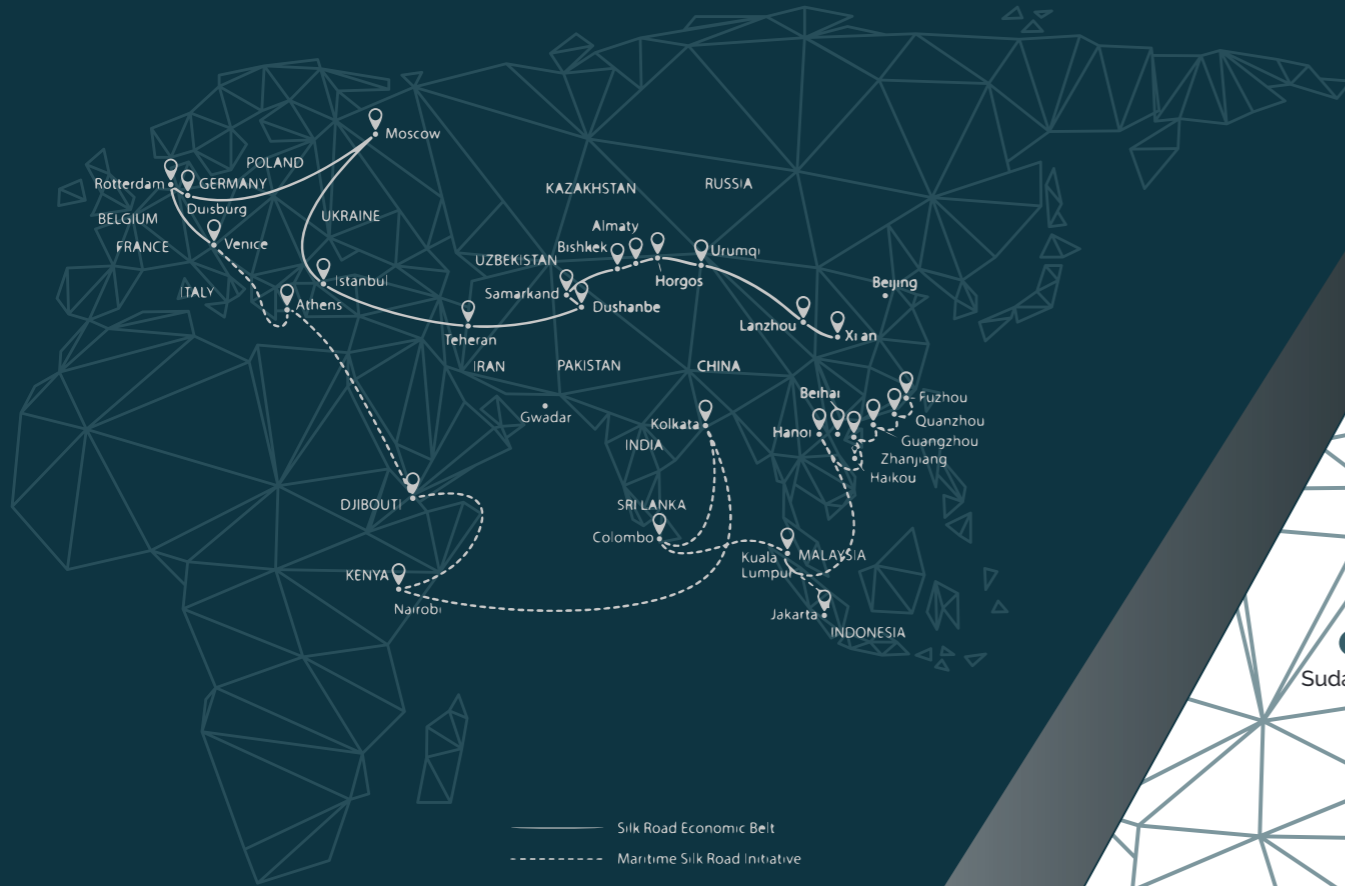 Moscow
POLAND
Rotterdam
GERMANY
Duisburg
BELGIUM
UKRAINE
FRANCE
Venice
ITALY
Istanbul
Athens
KAZAKHSTAN
RUSSIA
Almaty
Bishkek
Urumqi
UZBEKISTAN
Horgos
Samarkand
Dushanbe
Beijing
Lanzhou
Xi an
Teheran
IRAN
PAKISTAN
CHINA
Gwadar
Beihai
Fuzhou
Kolkata
Hanoi
Quanzhou
INDIA
Guangzhou
Zhanjiang
Haikou
DJIBOUTI
SRI LANKA
Colombo
Kuala
Lumpur
MALAYSIA
KENYA
Nairobi
Jakarta
INDONESIA
Silk Road Economic Belt
Maritime Silk Road Initiative